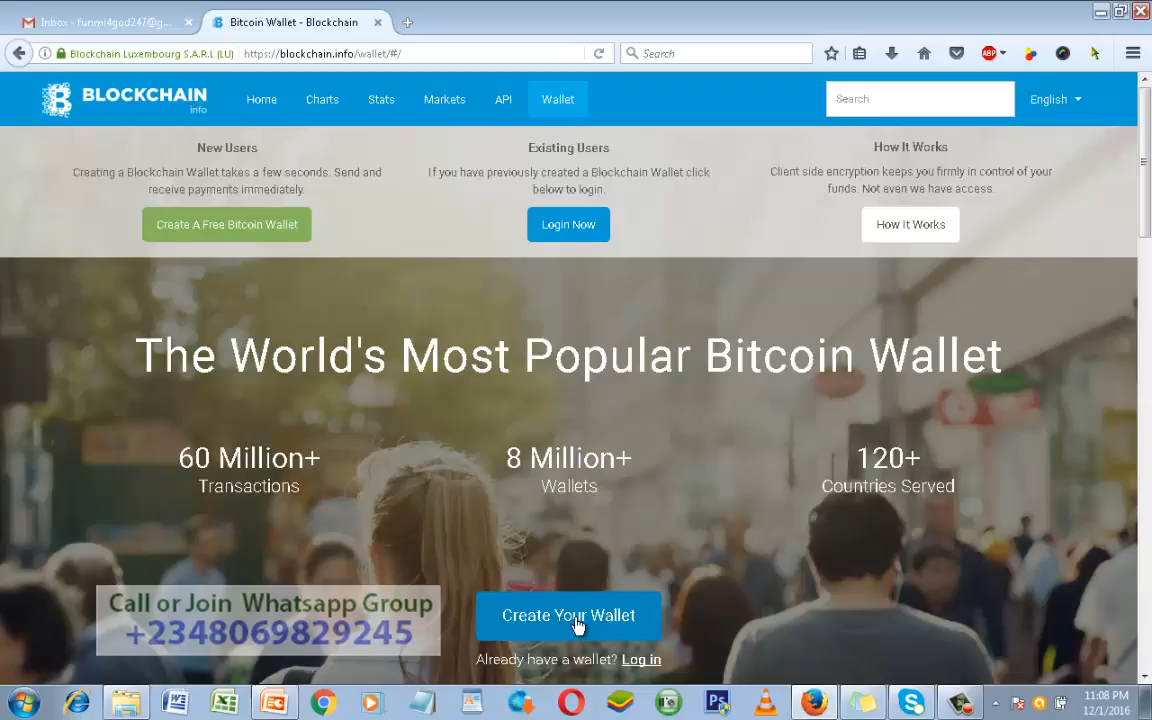 Inbox - funmi4god247@g...
Bitcoin Wallet - Blockchain
Blockchain Luxembourg S.A.R.L (LU)
https://blockchain.info/wallet/#/
Search
ABP
BLOCKCHAIN
info
Home
Charts
Stats
Markets
API
Wallet
Search
English
New Users
Creating a Blockchain Wallet takes a few seconds. Send and
receive payments immediately.
Create A Free Bitcoin Wallet
Existing Users
If you have previously created a Blockchain Wallet click
below to login.
Login Now
How It Works
Client side encryption keeps you firmly in control of your
funds. Not even we have access.
How It Works
The World's Most Popular Bitcoin Wallet
60 Million+
Transactions
8 Million+
Wallets
120+
Countries Served
Call or Join Whatsapp Group
+2348069829245
Create Your Wallet
Already have a wallet? Log in
11:08 PM
12/1/2016